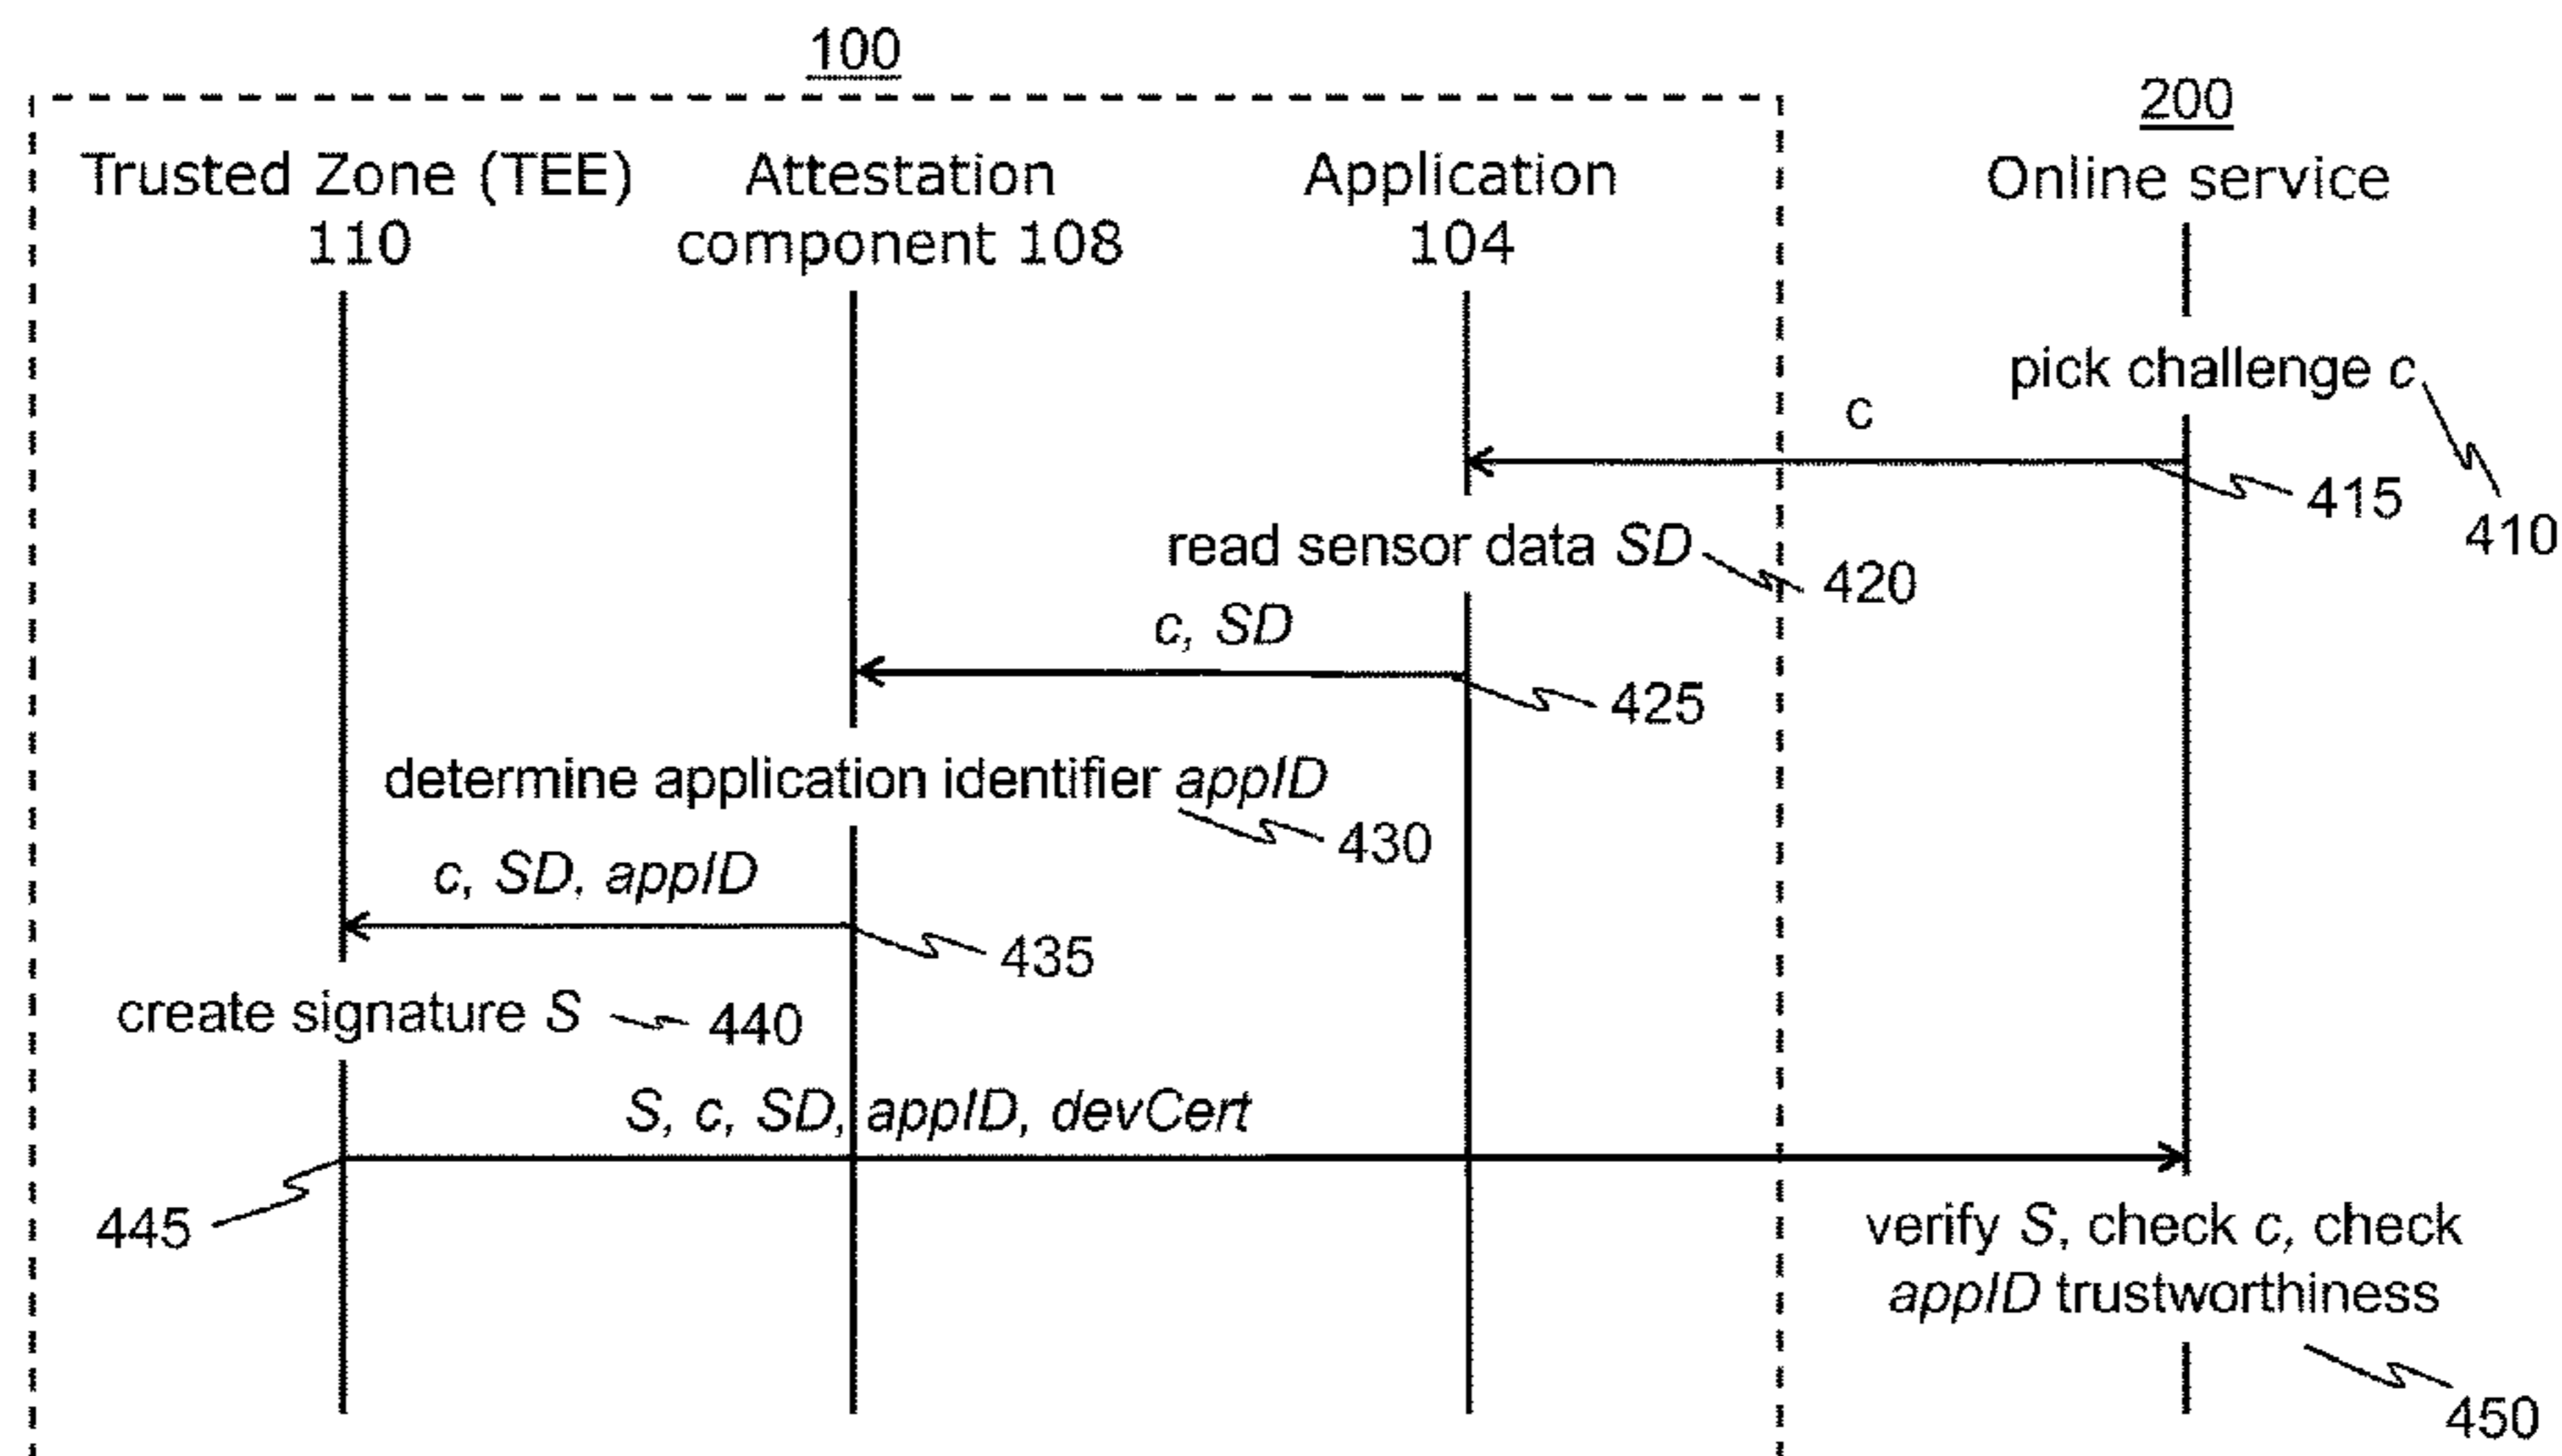 100
200
Trusted Zone (TEE)
110
Attestation
component 108
Application
104
Online service
pick challenge c
410
c
415
read sensor data SD
420
c, SD
425
determine application identifier appID
430
c, SD, appID
435
create signature S
440
S, c, SD, appID, devCert
445
verify S, check c, check
appID trustworthiness
450